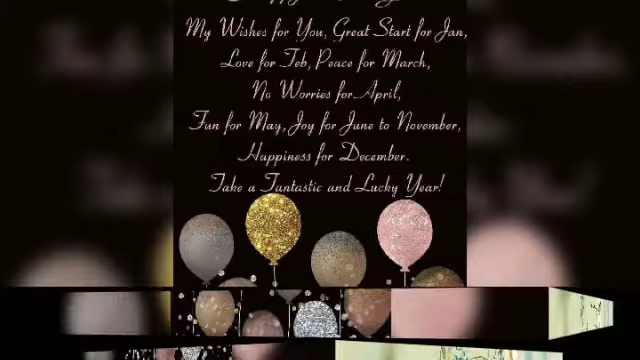 My Wishes for You, Great Start for Jan,
Love for Feb, Peace for March,
No Worries for April,
Fun for May, Joy for June to November,
Happiness for December.
Take a Fantastic and Lucky Year!